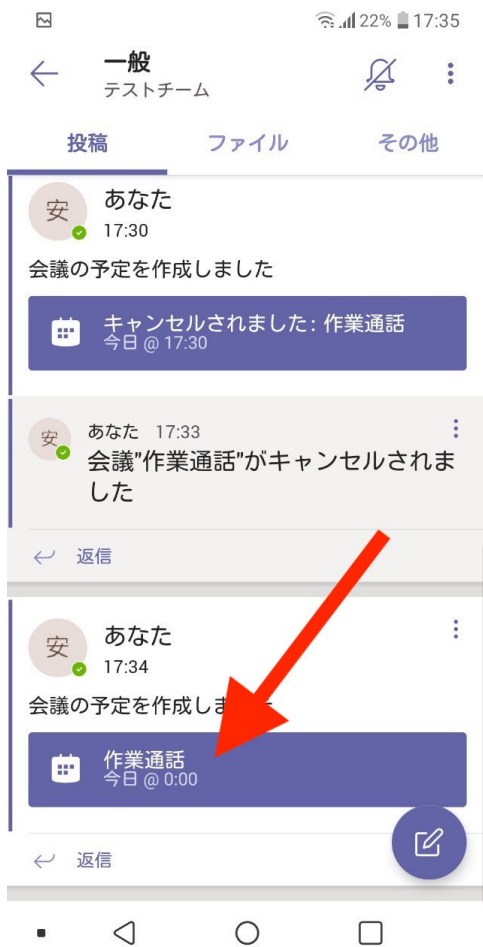 22% 17:35
一般
テストチーム
投稿 ファイル その他
安 あなた
17:30
会議の予定を作成しました
キャンセルされました: 作業通話
今日 @ 17:30
安 あなた 17:33
会議"作業通話"がキャンセルされま
した
返信
安 あなた
17:34
会議の予定を作成しま
作業通話
今日 @ 0:00
返信